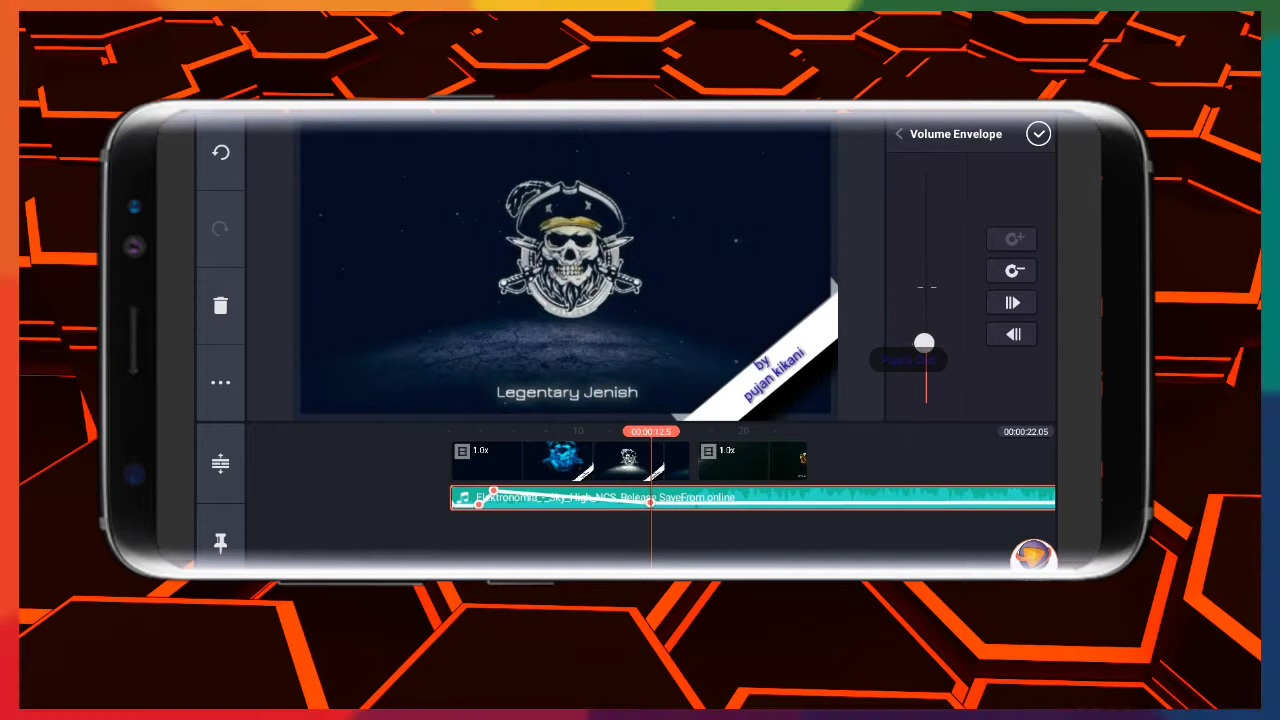 Volume Envelope
by
pujan kikani
Legentary Jenish
10
00:00:12.5
20
00:00:22.05
1.0x
1.0x
Elektronomia_-_Sky_High_NCS_Release SaveFrom.online